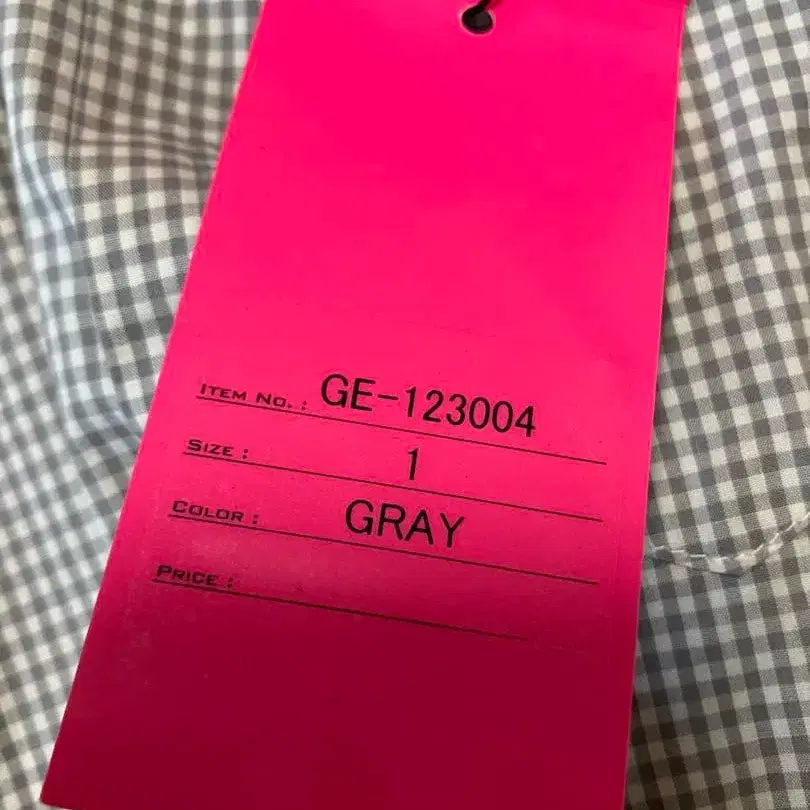 ITEM NO. : GE-123004
SIZE : 1
COLOR : GRAY
PRICE :